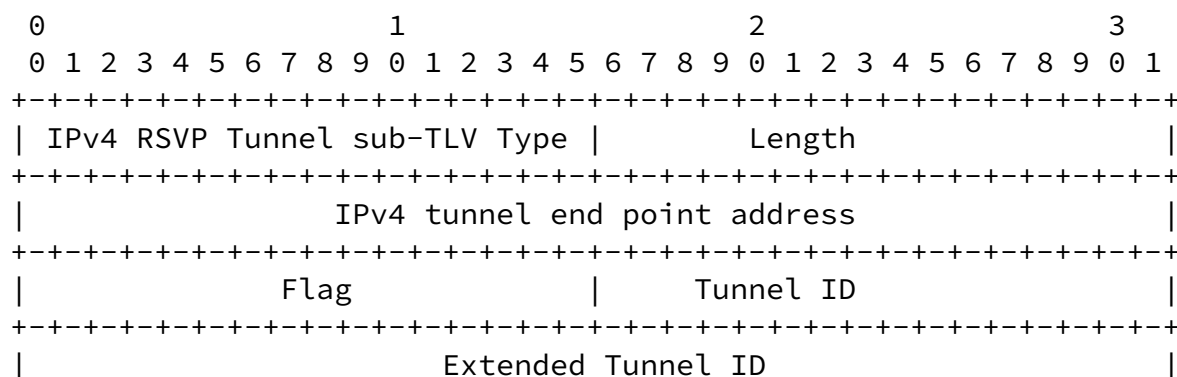 0                   1                   2                   3
 0 1 2 3 4 5 6 7 8 9 0 1 2 3 4 5 6 7 8 9 0 1 2 3 4 5 6 7 8 9 0 1
+-+-+-+-+-+-+-+-+-+-+-+-+-+-+-+-+-+-+-+-+-+-+-+-+-+-+-+-+-+-+-+-+
| IPv4 RSVP Tunnel sub-TLV Type |        Length                 |
+-+-+-+-+-+-+-+-+-+-+-+-+-+-+-+-+-+-+-+-+-+-+-+-+-+-+-+-+-+-+-+-+
|                 IPv4 tunnel end point address                 |
+-+-+-+-+-+-+-+-+-+-+-+-+-+-+-+-+-+-+-+-+-+-+-+-+-+-+-+-+-+-+-+-+
|              Flag             |     Tunnel ID                 |
+-+-+-+-+-+-+-+-+-+-+-+-+-+-+-+-+-+-+-+-+-+-+-+-+-+-+-+-+-+-+-+-+
|                       Extended Tunnel ID                      |